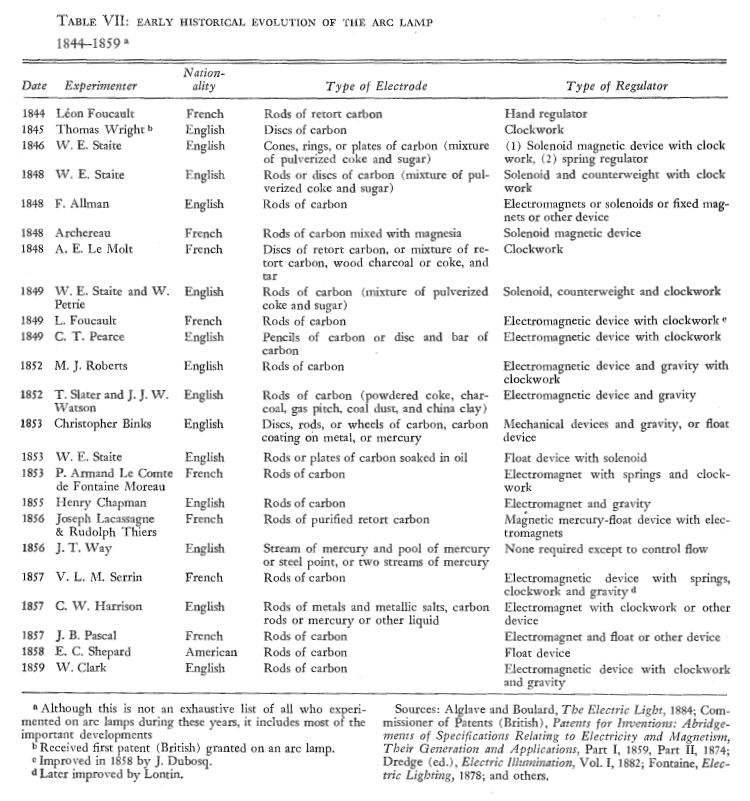 TABLE VII: EARLY HISTORICAL EVOLUTION OF THE ARC LAMP
1844–1859 a
Date Experimenter Nation-ality Type of Electrode Type of Regulator
1844 Léon Foucault French Rods of retort carbon Hand regulator
1845 Thomas Wright b English Discs of carbon Clockwork
1846 W. E. Staite English Cones, rings, or plates of carbon (mixture (1) Solenoid magnetic device with clock
of pulverized coke and sugar) work, (2) spring regulator
1848 W. E. Staite English Rods or discs of carbon (mixture of pul- Solenoid and counterweight with clock
verized coke and sugar) work
1848 F. Allman English Rods of carbon Electromagnets or solenoids or fixed mag-
nets or other device
1848 Archereau French Rods of carbon mixed with magnesia Solenoid magnetic device
1848 A. E. Le Molt French Discs of retort carbon, or mixture of re- Clockwork
tort carbon, wood charcoal or coke, and
tar
1849 W. E. Staite and W. English Rods of carbon (mixture of pulverized Solenoid, counterweight and clockwork
Petrie coke and sugar)
1849 L. Foucault French Rods of carbon Electromagnetic device with clockwork c
1849 C. T. Pearce English Pencils of carbon or disc and bar of Electromagnetic device with clockwork
carbon
1852 M. J. Roberts English Rods of carbon Electromagnetic device and gravity with
clockwork
1852 T. Slater and J. J. W. English Rods of carbon (powdered coke, char- Electromagnetic device and gravity
Watson coal, gas pitch, coal dust, and china clay)
1853 Christopher Binks English Discs, rods, or wheels of carbon, carbon Mechanical devices and gravity, or float
coating on metal, or mercury device
1853 W. E. Staite English Rods or plates of carbon soaked in oil Float device with solenoid
1853 P. Armand Le Comte French Rods of carbon Electromagnet with springs and clock-
de Fontaine Moreau work
1855 Henry Chapman English Rods of carbon Electromagnet and gravity
1856 Joseph Lacassagne French Rods of purified retort carbon Magnetic mercury-float device with elec-
& Rudolph Thiers tromagnets
1856 J. T. Way English Stream of mercury and pool of mercury None required except to control flow
or steel point, or two streams of mercury
1857 V. L. M. Serrin French Rods of carbon Electromagnetic device with springs,
clockwork and gravity d
1857 C. W. Harrison English Rods of metals and metallic salts, carbon Electromagnet with clockwork or other
rods or mercury or other liquid device
1857 J. B. Pascal French Rods of carbon Electromagnet and float or other device
1858 E. C. Shepard American Rods of carbon Float device
1859 W. Clark English Rods of carbon Electromagnetic device with clockwork
and gravity
a Although this is not an exhaustive list of all who experi-
mented on arc lamps during these years, it includes most of the
important developments
b Received first patent (British) granted on an arc lamp.
c Improved in 1858 by J. Dubosq.
d Later improved by Lontin.
Sources: Alglave and Boulard, The Electric Light, 1884; Com-
missioner of Patents (British), Patents for Inventions: Abridge-
ments of Specifications Relating to Electricity and Magnetism,
Their Generation and Applications, Part I, 1859, Part II, 1874;
Dredge (ed.), Electric Illumination, Vol. I, 1882; Fontaine, Elec-
tric Lighting, 1878; and others.